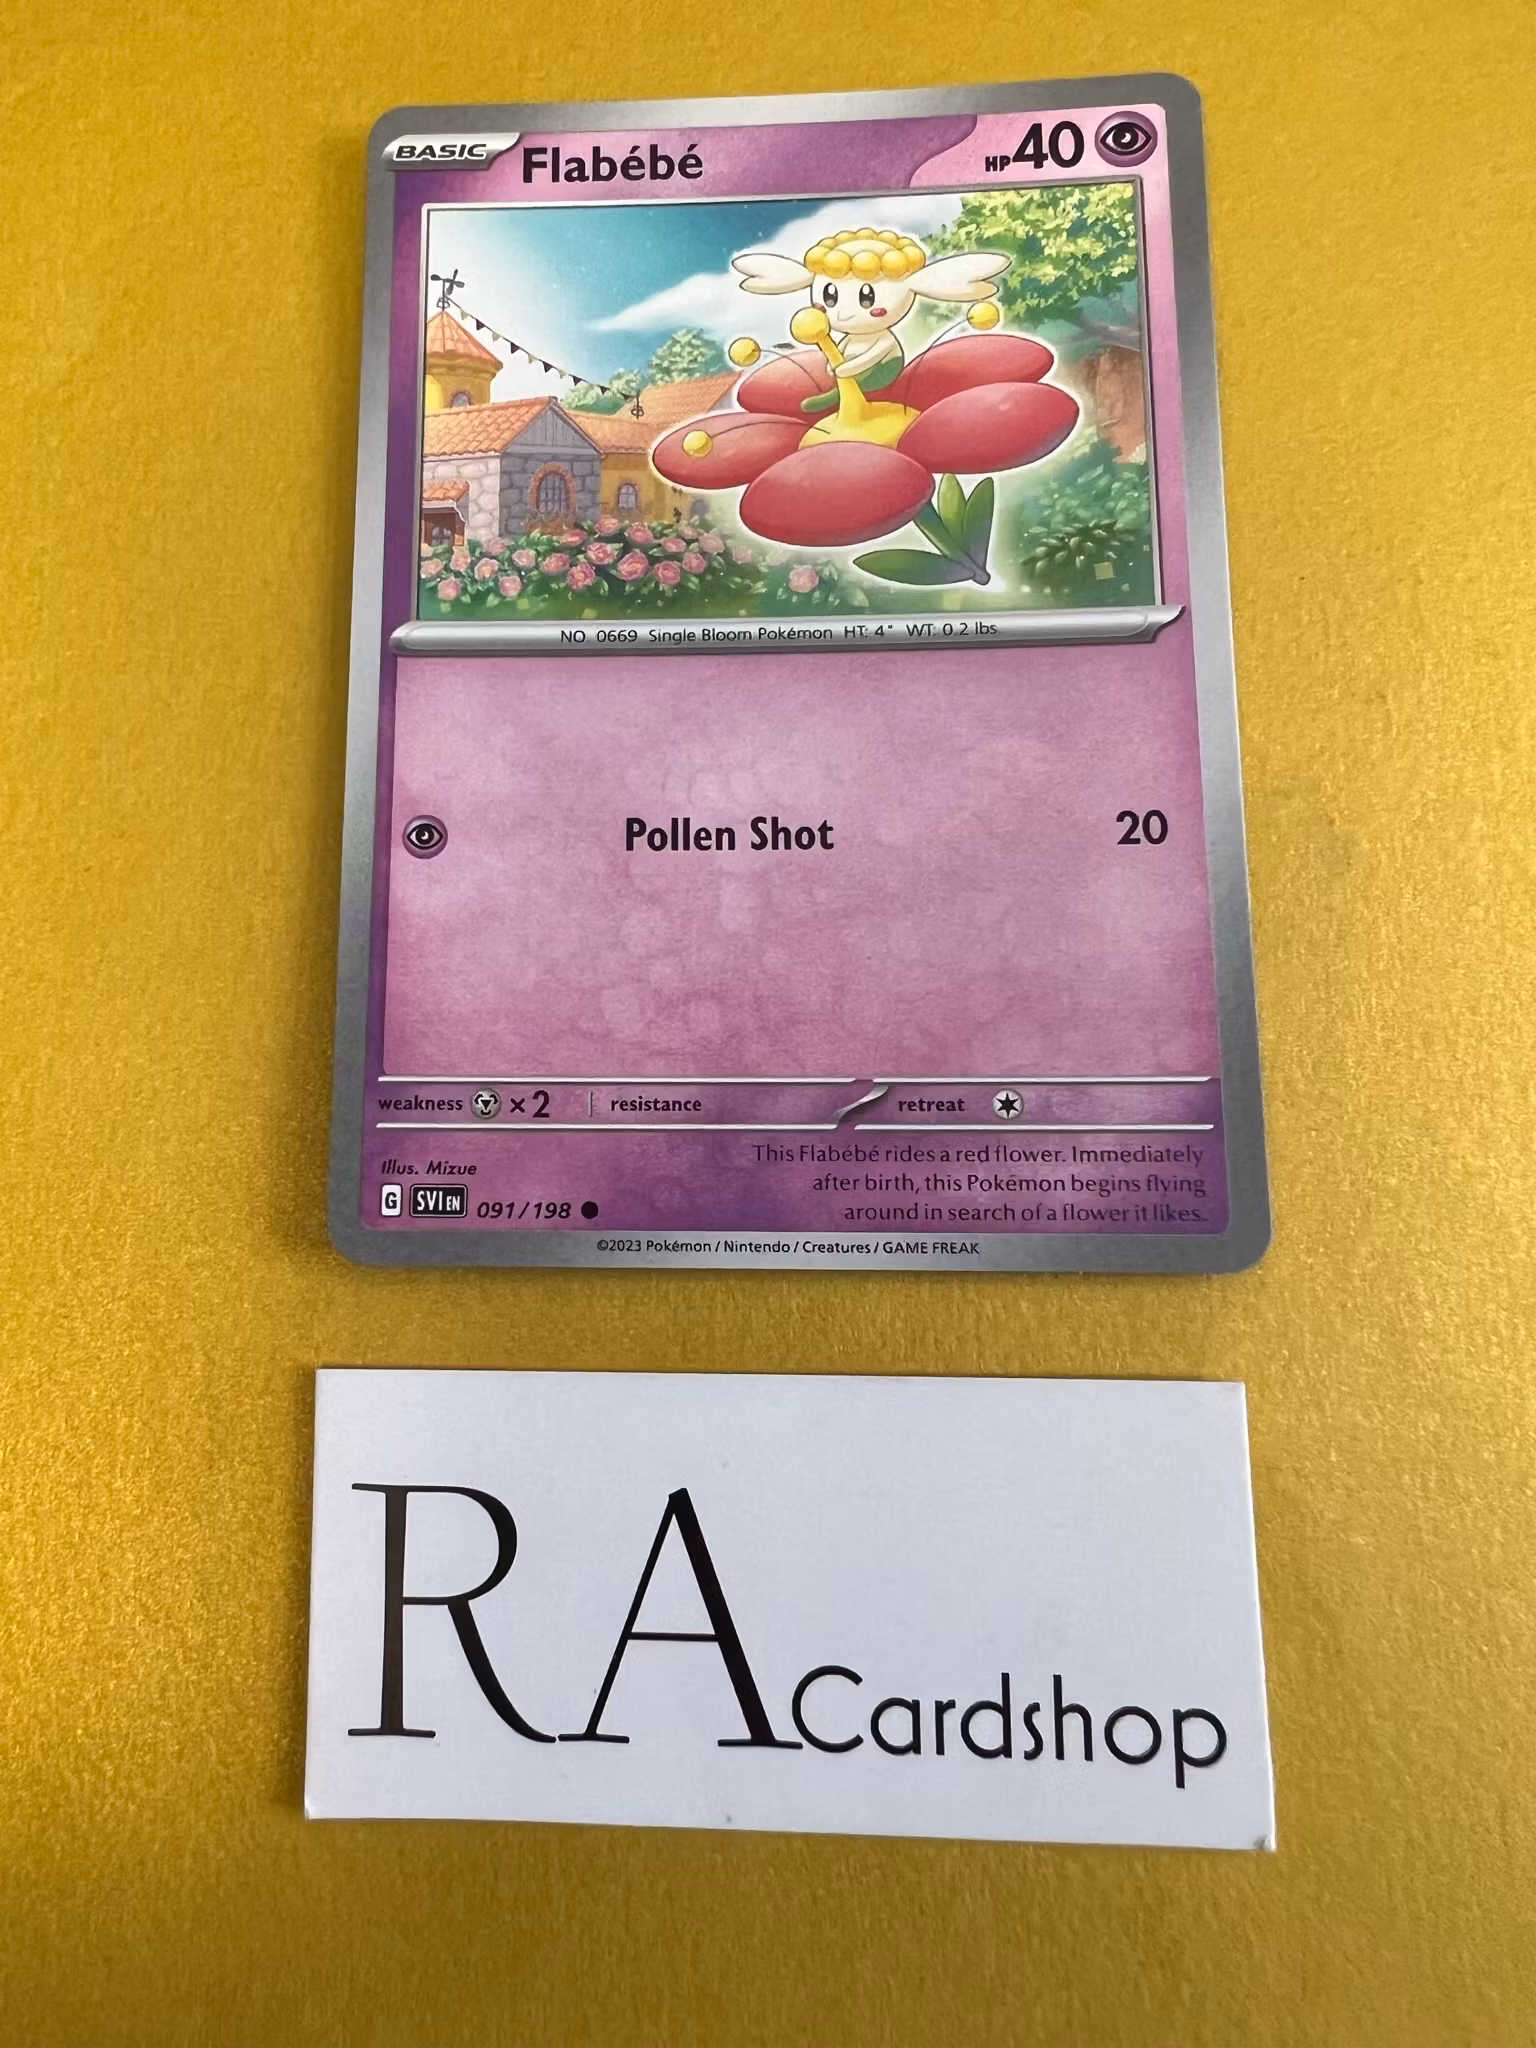 BASIC Flabébé HP 40
NO. 0669 Single Bloom Pokémon HT: 4" WT: 0.2 lbs.
Pollen Shot 20
weakness ×2 resistance retreat
Illus. Mizue
G SVI EN 091/198
This Flabébé rides a red flower. Immediately
after birth, this Pokémon begins flying
around in search of a flower it likes.
©2023 Pokémon / Nintendo / Creatures / GAME FREAK
RA Cardshop